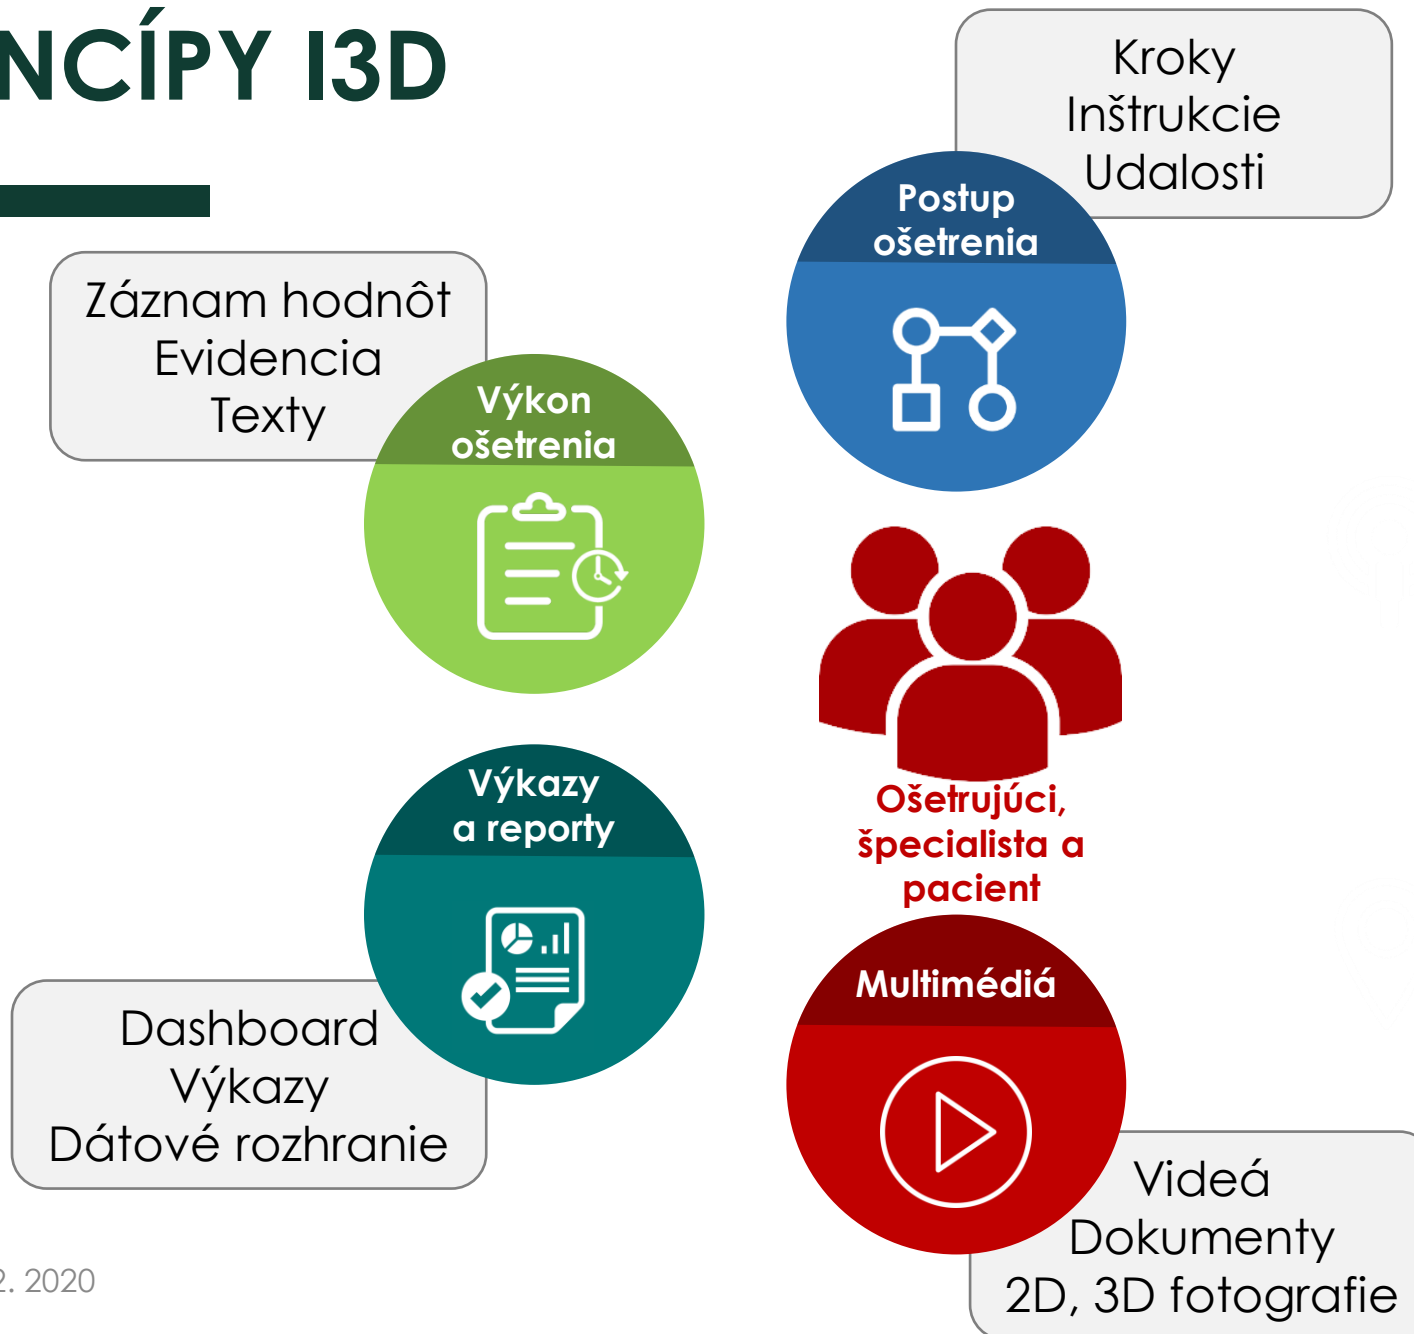 NCÍPY I3D
Kroky
Inštrukcie
Udalosti
Postup
ošetrenia
Záznam hodnôt
Evidencia
Texty
Výkon
ošetrenia
Ošetrujúci,
špecialista a
pacient
Výkazy
a reporty
Dashboard
Výkazy
Dátové rozhranie
Multimédiá
Videá
Dokumenty
2D, 3D fotografie
2. 2020